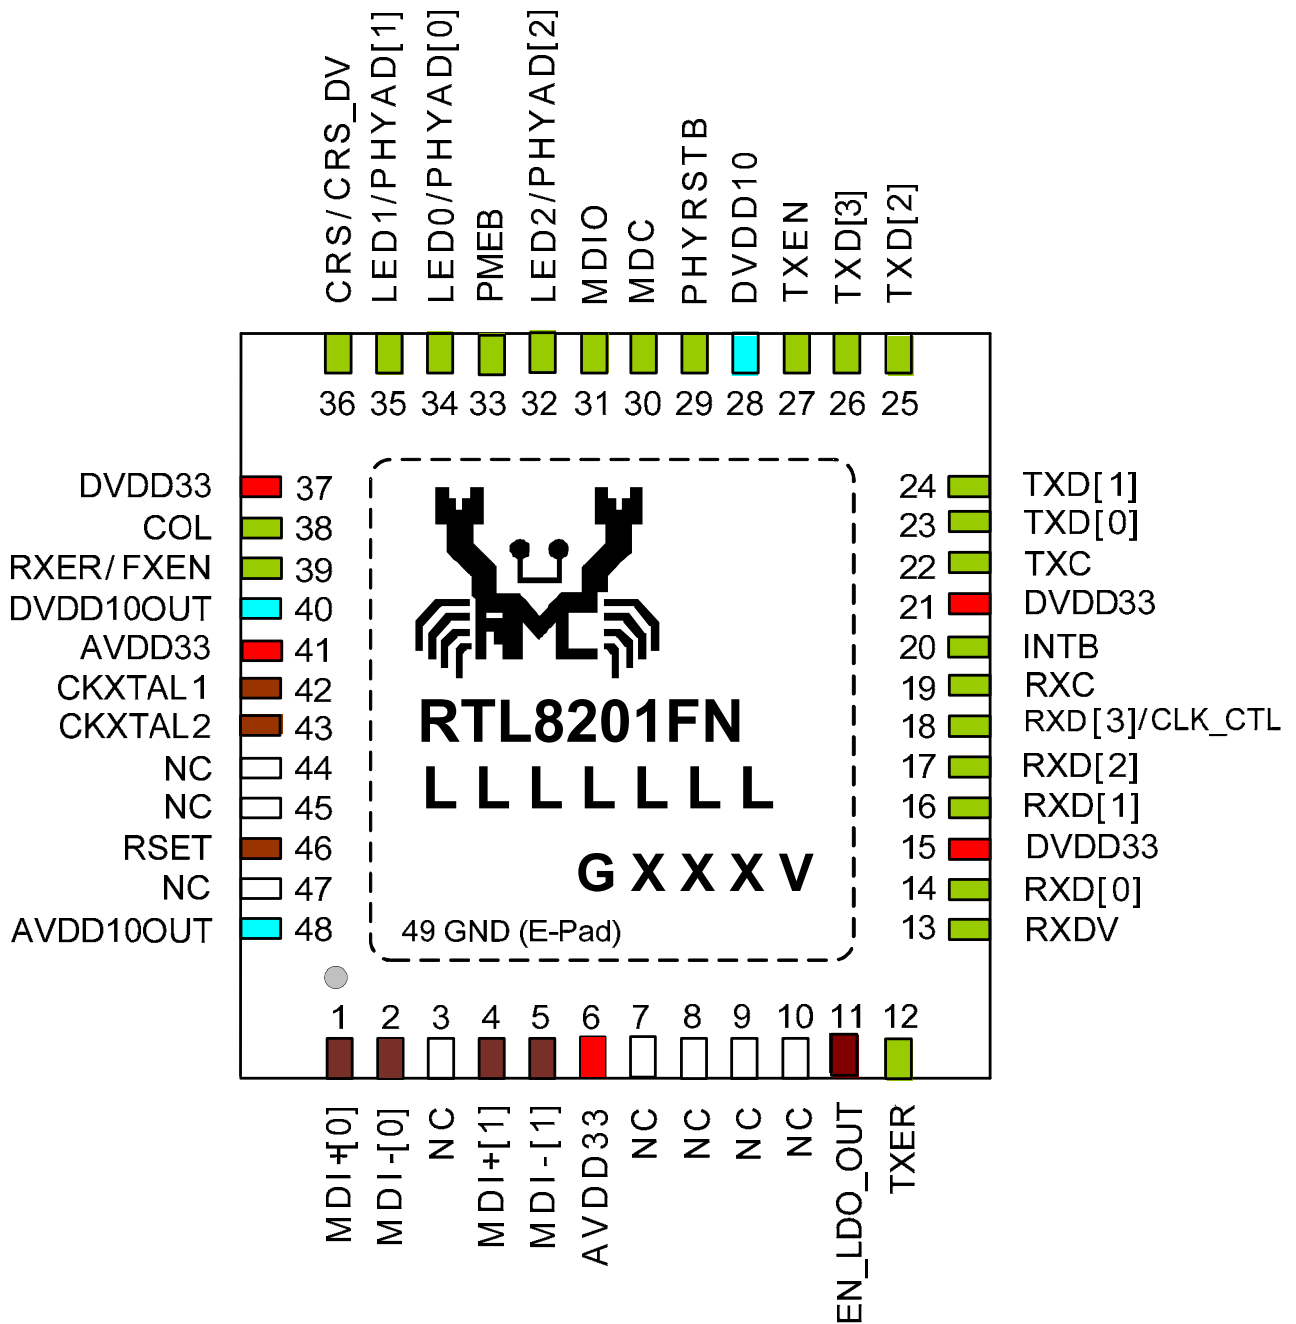 CRS/CRS_DV
LED1/PHYAD[1]
LED0/PHYAD[0]
PMEB
LED2/PHYAD[2]
MDIO
MDC
PHYRSTB
DVDD10
TXEN
TXD[3]
TXD[2]
36 35 34 33 32 31 30 29 28 27 26 25
DVDD33 37
COL 38
RXER/FXEN 39
DVDD10OUT 40
AVDD33 41
CKXTAL1 42
CKXTAL2 43
NC 44
NC 45
RSET 46
NC 47
AVDD10OUT 48
RTL8201FN
LLLLLLL
GXXXV
49 GND (E-Pad)
24 TXD[1]
23 TXD[0]
22 TXC
21 DVDD33
20 INTB
19 RXC
18 RXD[3]/CLK_CTL
17 RXD[2]
16 RXD[1]
15 DVDD33
14 RXD[0]
13 RXDV
1 2 3 4 5 6 7 8 9 10 11 12
MDI+[0]
MDI-[0]
NC
MDI+[1]
MDI-[1]
AVDD33
NC
NC
NC
NC
EN_LDO_OUT
TXER